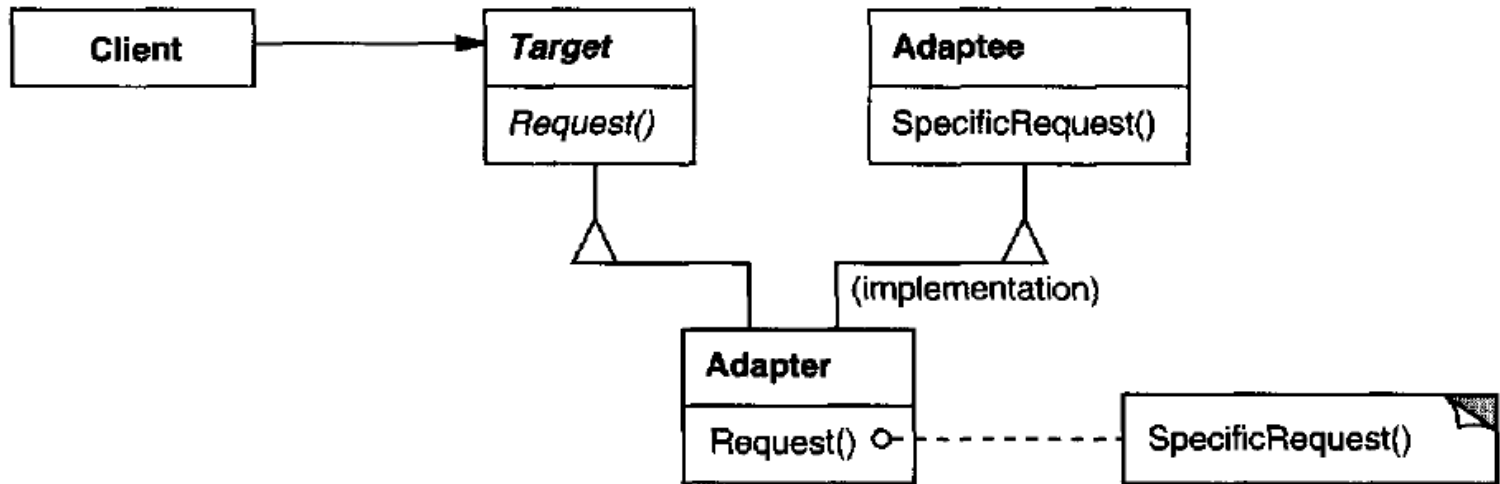 Client
Target
Request()
Adaptee
SpecificRequest()
(implementation)
Adapter
Request()
SpecificRequest()